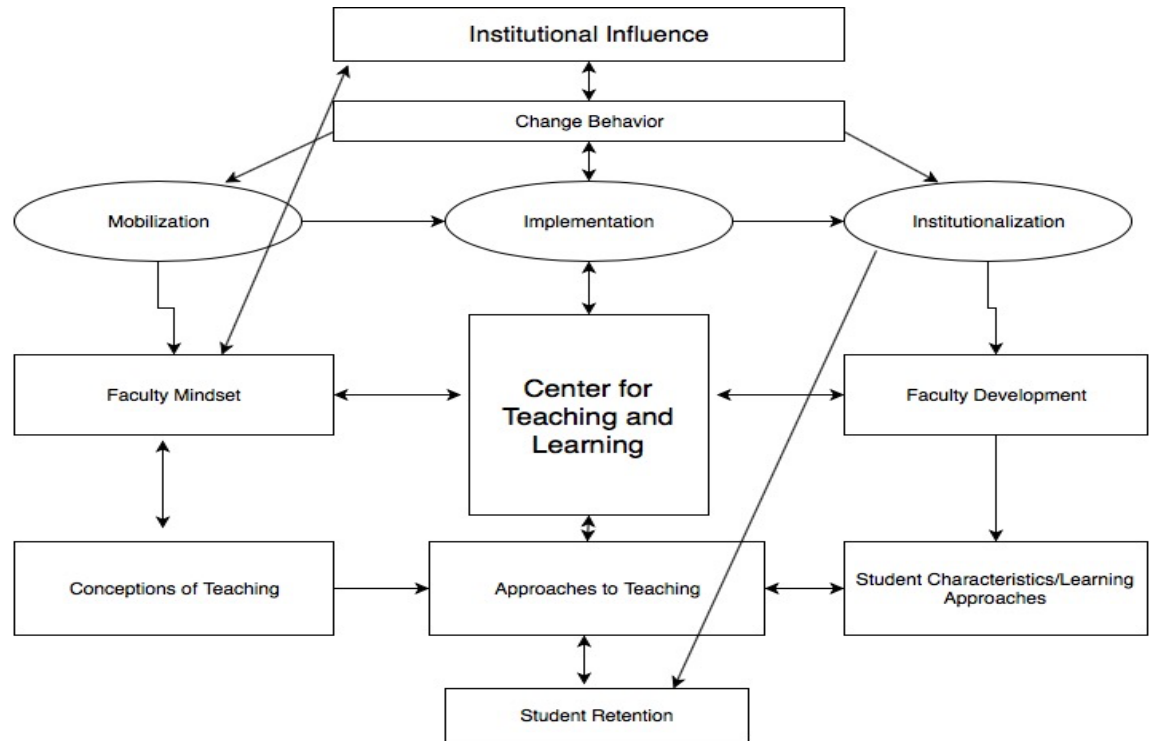 Institutional Influence
Change Behavior
Mobilization
Implementation
Institutionalization
Faculty Mindset
Center for
Teaching and
Learning
Faculty Development
Conceptions of Teaching
Approaches to Teaching
Student Characteristics/Learning
Approaches
Student Retention